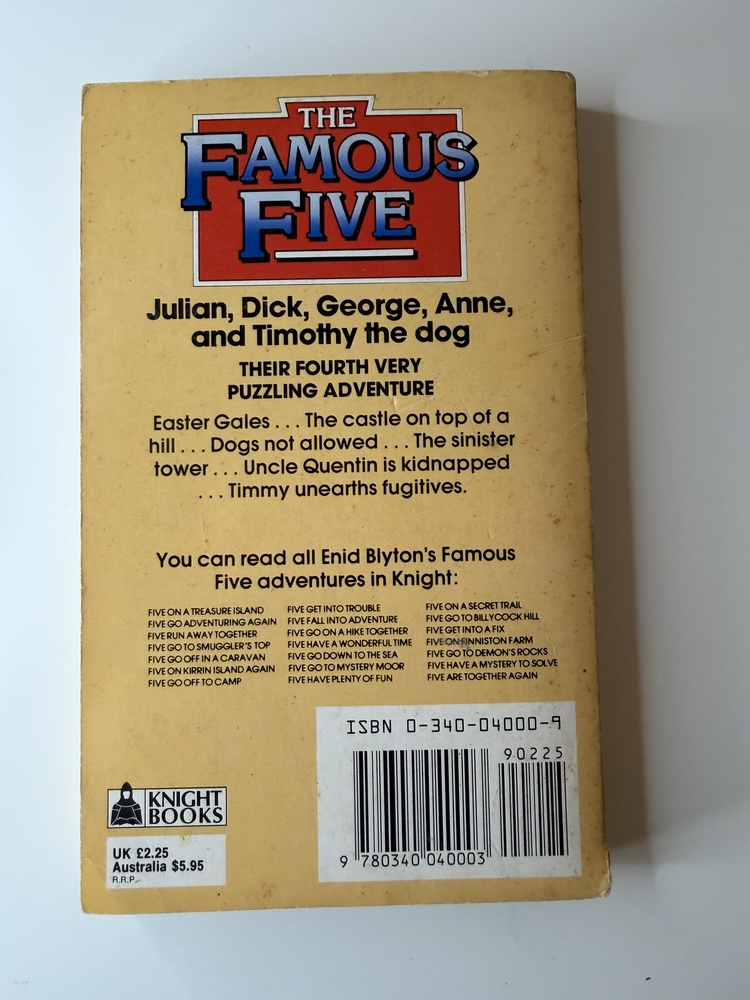 THE
FAMOUS
FIVE
Julian, Dick, George, Anne,
and Timothy the dog
THEIR FOURTH VERY
PUZZLING ADVENTURE
Easter Gales . . . The castle on top of a
hill . . . Dogs not allowed . . . The sinister
tower . . . Uncle Quentin is kidnapped
. . . Timmy unearths fugitives.
You can read all Enid Blyton's Famous
Five adventures in Knight:
FIVE ON A TREASURE ISLAND
FIVE GO ADVENTURING AGAIN
FIVE RUN AWAY TOGETHER
FIVE GO TO SMUGGLER'S TOP
FIVE GO OFF IN A CARAVAN
FIVE ON KIRRIN ISLAND AGAIN
FIVE GO OFF TO CAMP
FIVE GET INTO TROUBLE
FIVE FALL INTO ADVENTURE
FIVE GO ON A HIKE TOGETHER
FIVE HAVE A WONDERFUL TIME
FIVE GO DOWN TO THE SEA
FIVE GO TO MYSTERY MOOR
FIVE HAVE PLENTY OF FUN
FIVE ON A SECRET TRAIL
FIVE GO TO BILLYCOCK HILL
FIVE GET INTO A FIX
FIVE ON FINNISTON FARM
FIVE GO TO DEMON'S ROCKS
FIVE HAVE A MYSTERY TO SOLVE
FIVE ARE TOGETHER AGAIN
ISBN 0-340-04000-9
90225
9 780340 040003
KNIGHT
BOOKS
UK £2.25
Australia $5.95
R.R.P.